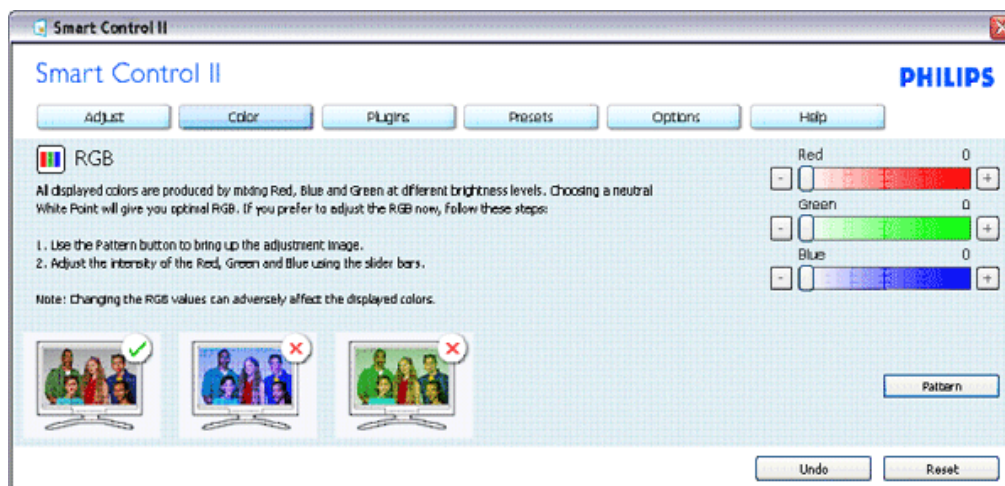 Smart Control II
Smart Control II
PHILIPS
Adjust
Color
Plugins
Presets
Options
Help
RGB
All displayed colors are produced by mixing Red, Blue and Green at different brightness levels. Choosing a neutral
White Point will give you optimal RGB. If you prefer to adjust the RGB now, follow these steps:
1. Use the Pattern button to bring up the adjustment image.
2. Adjust the intensity of the Red, Green and Blue using the slider bars.
Note: Changing the RGB values can adversely affect the displayed colors.
Red 0
- +
Green 0
- +
Blue 0
- +
Pattern
Undo
Reset